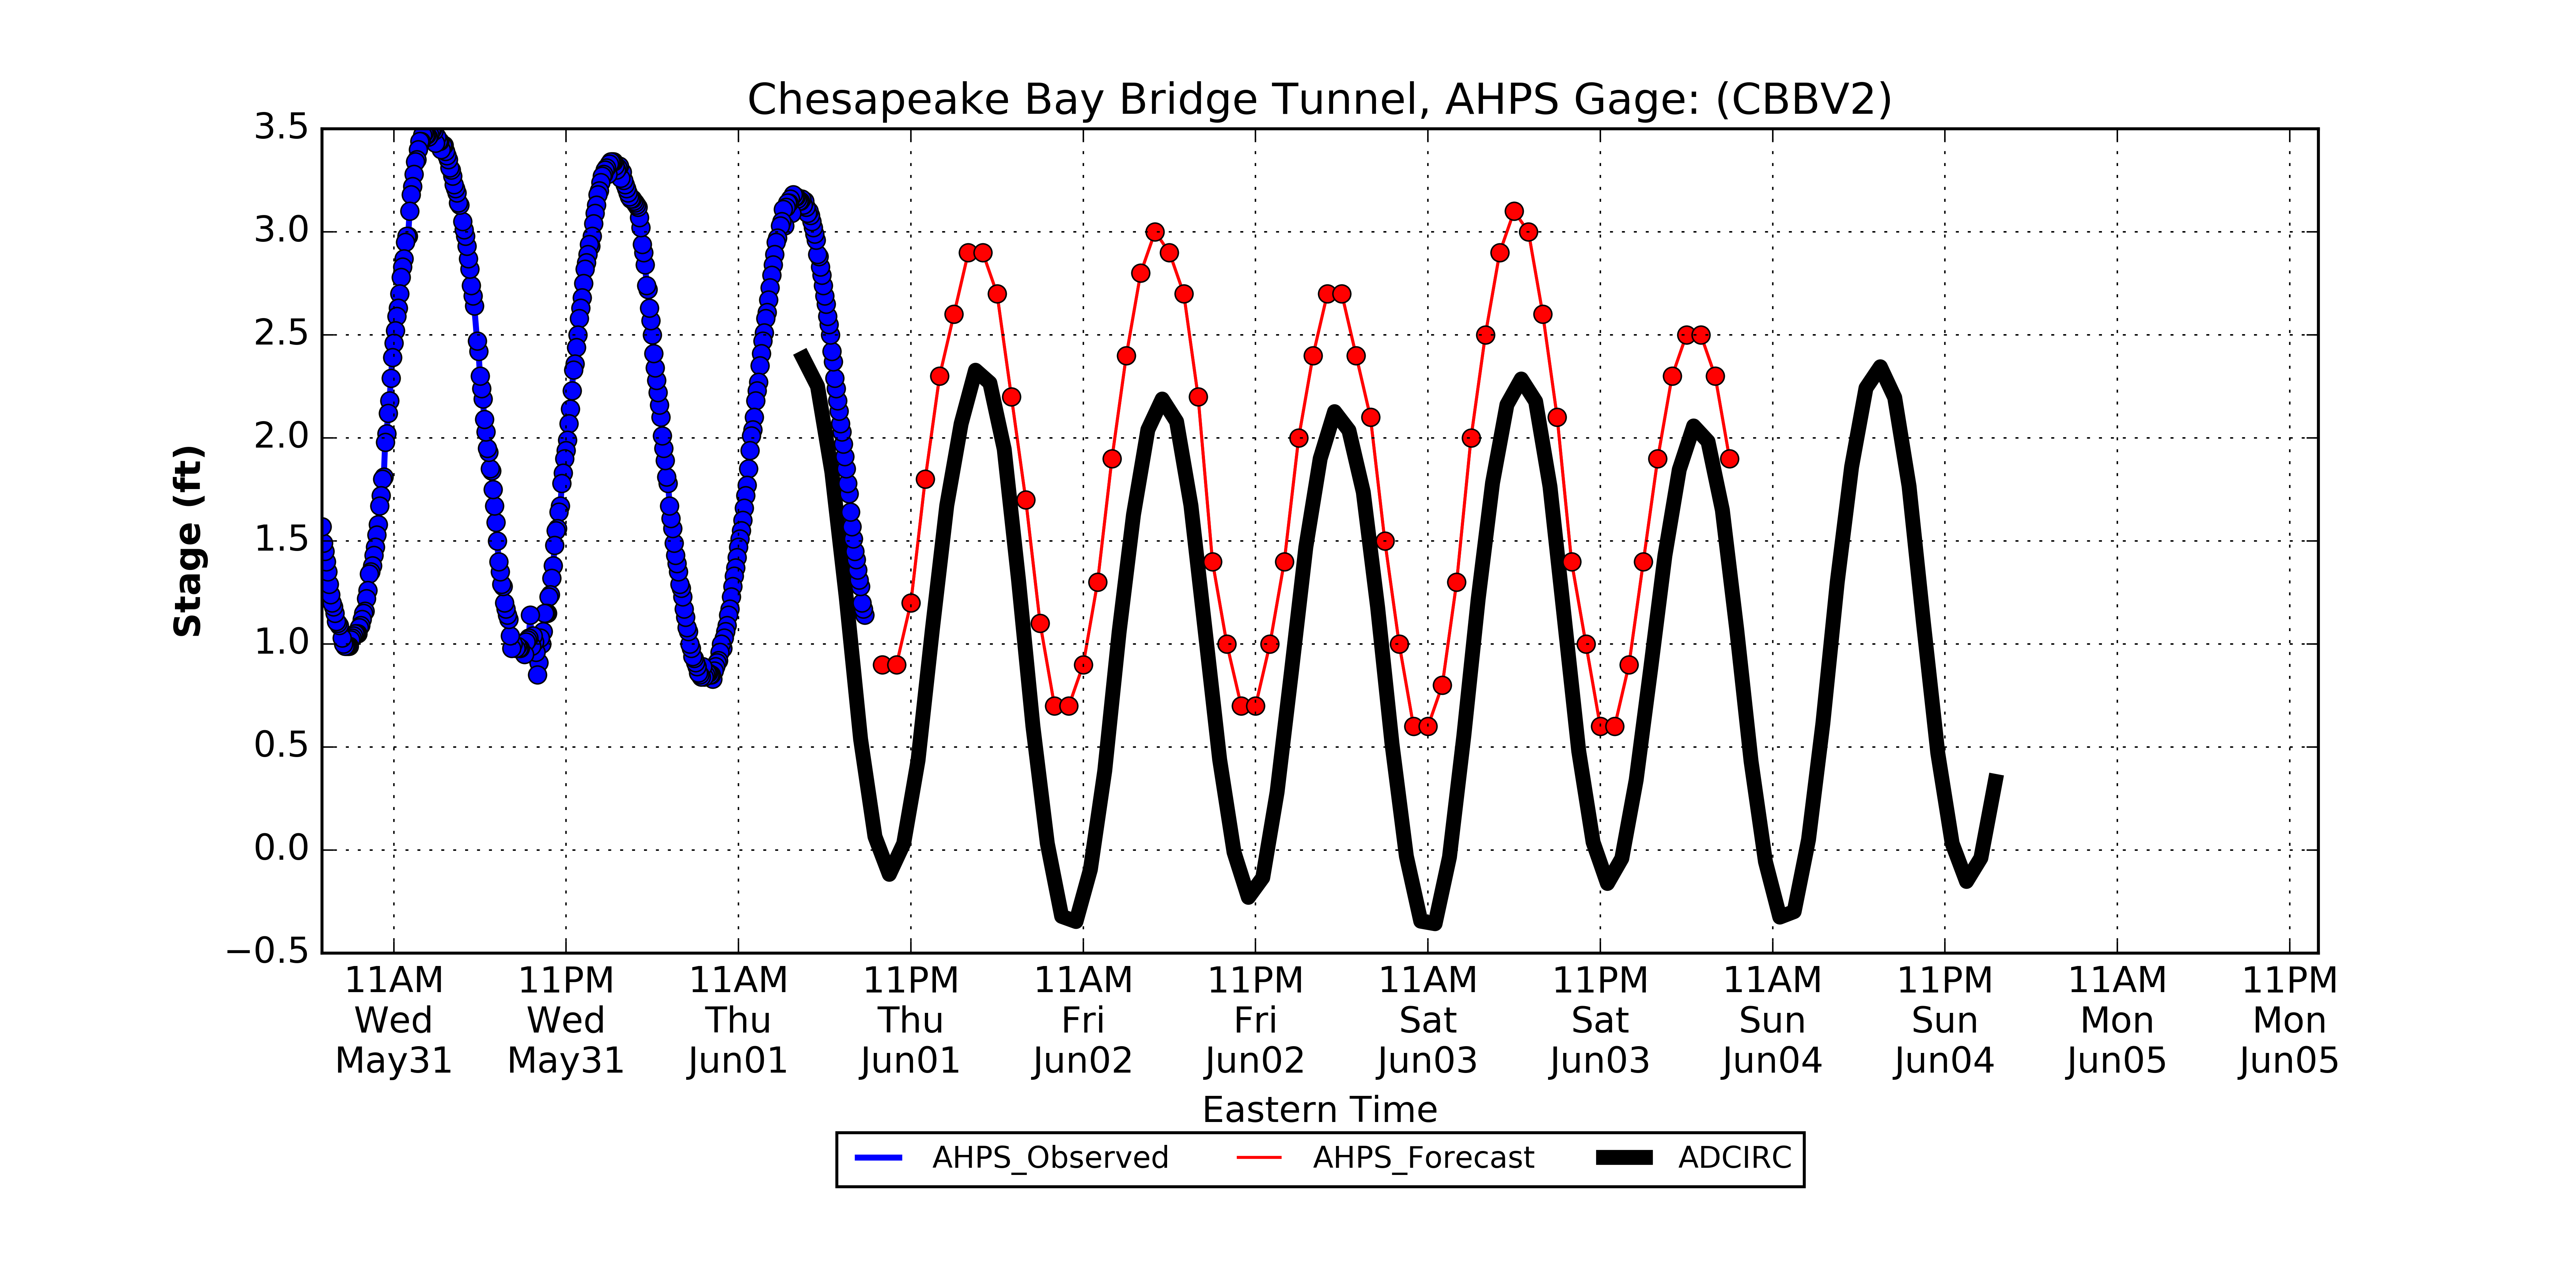 Chesapeake Bay Bridge Tunnel, AHPS Gage: (CBBV2)
Stage (ft)
3.5
3.0
2.5
2.0
1.5
1.0
0.5
0.0
−0.5
11AM 11PM 11AM 11PM 11AM 11PM 11AM 11PM 11AM 11PM 11AM 11PM
Wed Wed Thu Thu Fri Fri Sat Sat Sun Sun Mon Mon
May31 May31 Jun01 Jun01 Jun02 Jun02 Jun03 Jun03 Jun04 Jun04 Jun05 Jun05
Eastern Time
AHPS_Observed AHPS_Forecast ADCIRC